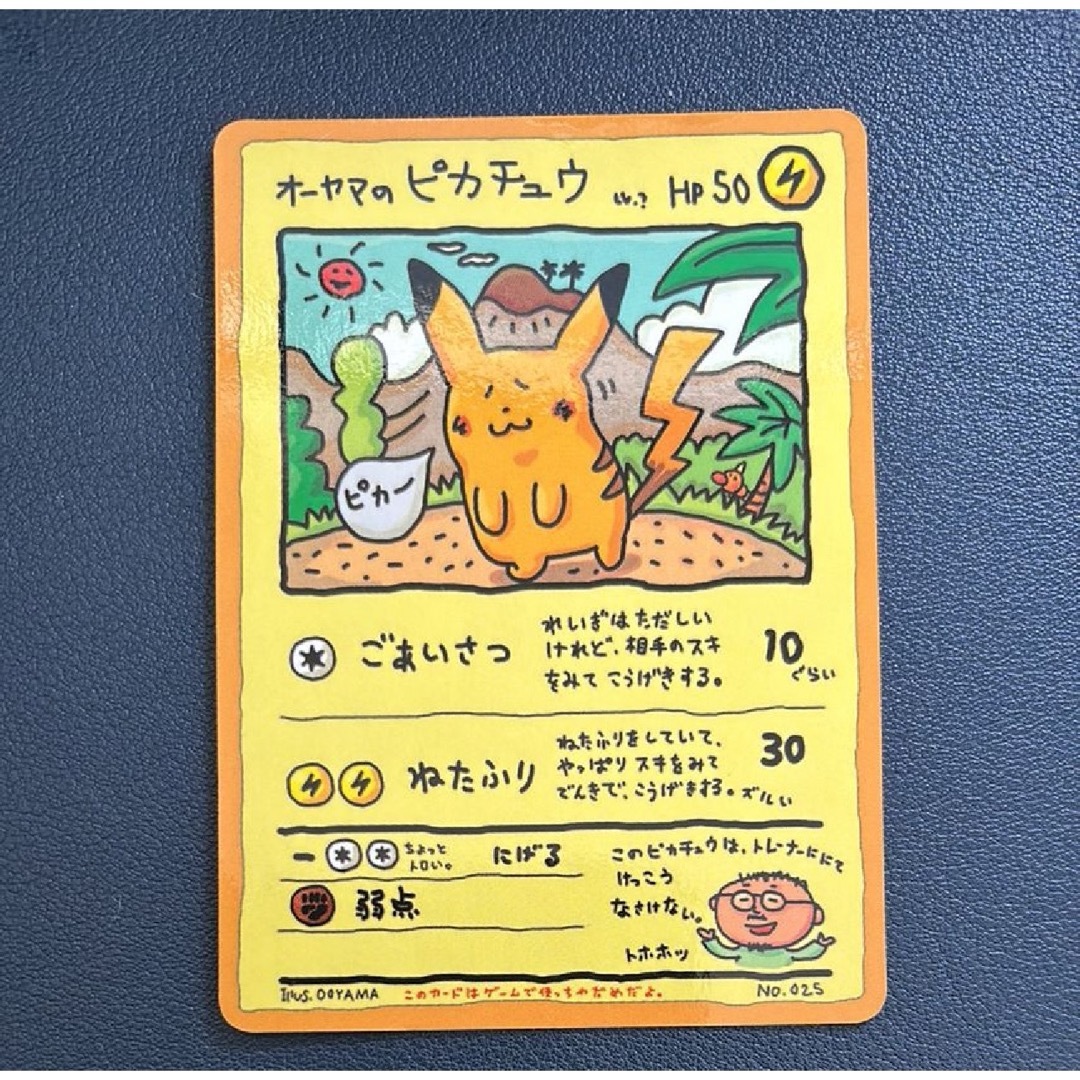 オーヤマの ピカチュウ LV.? HP 50
ピカー
ごあいさつ
れいぎは ただしい
けれど、相手のスキ
をみて こうげきする。
10
ぐらい
ねたふり
ねたふりをしていて、
やっぱり スキをみて
でんきで、こうげきする。ズルい
30
ちょっと
トロい。
にげる
弱点
このピカチュウは、トレーナーににて
けっこう
なさけない。
トホホッ
Illus. OOYAMA このカードはゲームで使っちゃだめだよ。 NO. 025